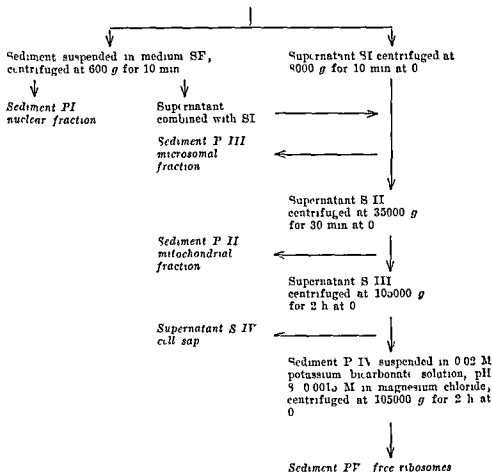 Sediment suspended in medium SF,
centrifuged at 600 g for 10 min
Supernatant SI centrifuged at
8000 g for 10 min at 0
Sediment PI
nuclear fraction
Supernatant
combined with SI
Sediment P III
microsomal
fraction
Supernatant S II
centrifuged at 35000 g
for 30 min at 0
Sediment P II
mitochondrial
fraction
Supernatant S III
centrifuged at 105000 g
for 2 h at 0
Supernatant S IV
cell sap
Sediment P IV suspended in 0 02 M
potassium bicarbonate solution, pH
8 0 0015 M in magnesium chloride,
centrifuged at 105000 g for 2 h at
0
Sediment PV free ribosomes